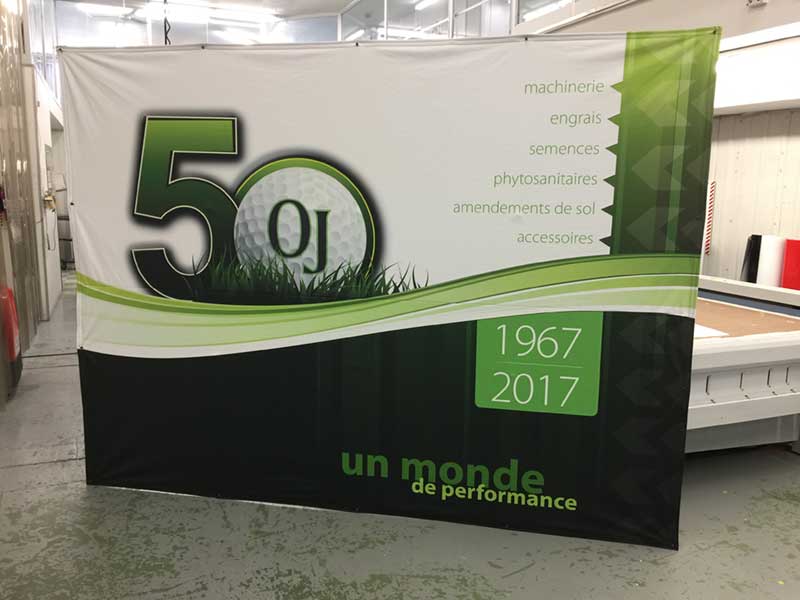 50
OJ
machinerie
engrais
semences
phytosanitaires
amendements de sol
accessoires
1967
2017
un monde
de performance